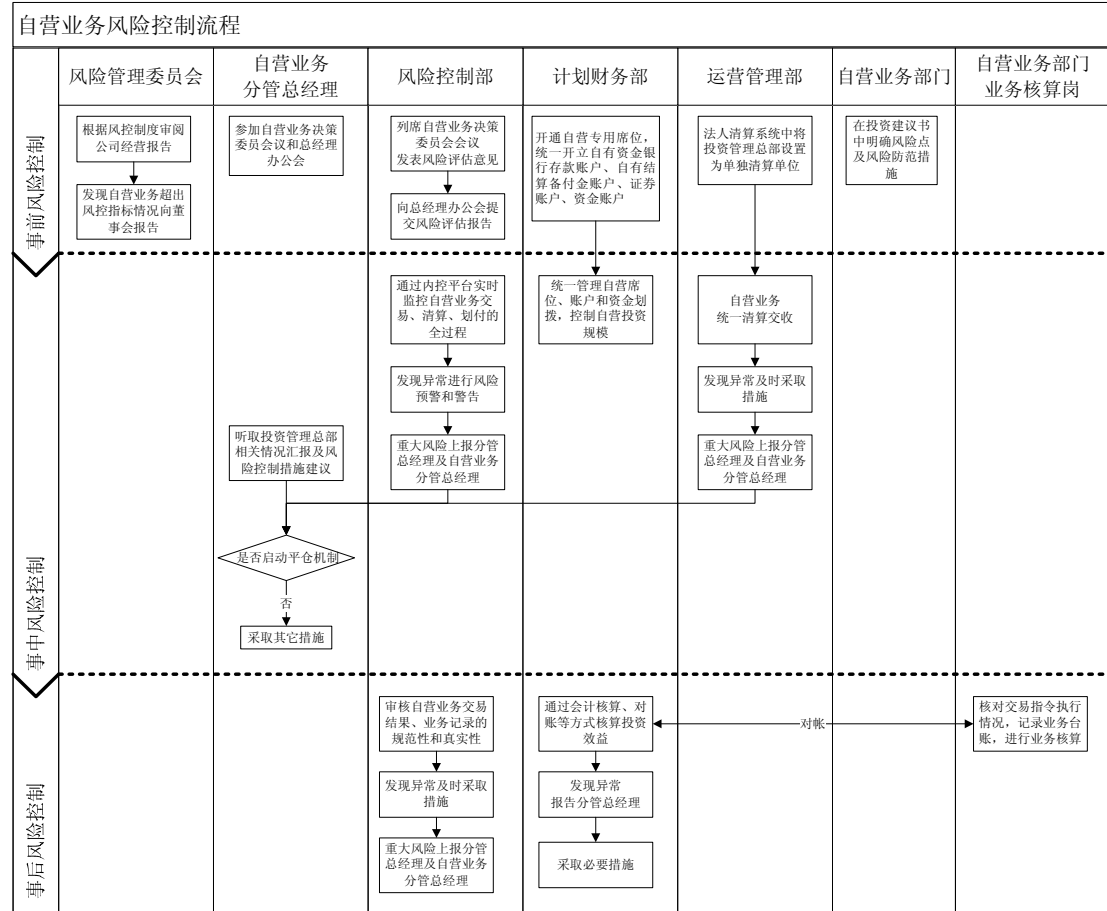 自营业务风险控制流程
风险管理委员会
自营业务
分管总经理
风险控制部
计划财务部
运营管理部
自营业务部门
自营业务部门
业务核算岗
事前风险控制
根据风控制度审阅
公司经营报告
发现自营业务超出
风控指标情况向董
事会报告
参加自营业务决策
委员会会议和总经理
办公会
列席自营业务决策
委员会会议
发表风险评估意见
向总经理办公会提
交风险评估报告
开通自营专用席位，
统一开立自有资金银
行存款账户、自有结
算备付金账户、证券
账户、资金账户
法人清算系统中将
投资管理总部设置
为单独清算单位
在投资建议书
中明确风险点
及风险防范措
施
事中风险控制
听取投资管理总部
相关情况汇报及风
险控制措施建议
是否启动平仓机制
否
采取其它措施
通过内控平台实时
监控自营业务交
易、清算、划付的
全过程
发现异常进行风险
预警和警告
重大风险上报分管
总经理及自营业务
分管总经理
统一管理自营席
位、账户和资金划
拨，控制自营投资
规模
自营业务
统一清算交收
发现异常及时采取
措施
重大风险上报分管
总经理及自营业务
分管总经理
事后风险控制
审核自营业务交易
结果、业务记录的
规范性和真实性
发现异常及时采取
措施
重大风险上报分管
总经理及自营业务
分管总经理
通过会计核算、对
账等方式核算投资
效益
发现异常
报告分管总经理
采取必要措施
对帐
核对交易指令执行
情况，记录业务台
账，进行业务核算